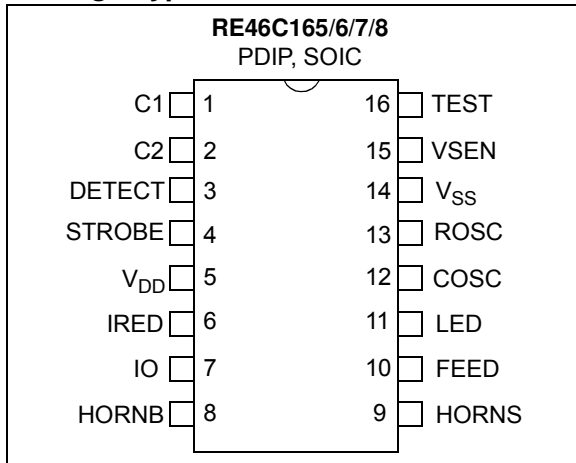 RE46C165/6/7/8
PDIP, SOIC
C1 1 16 TEST
C2 2 15 VSEN
DETECT 3 14 VSS
STROBE 4 13 ROSC
VDD 5 12 COSC
IRED 6 11 LED
IO 7 10 FEED
HORNB 8 9 HORNS